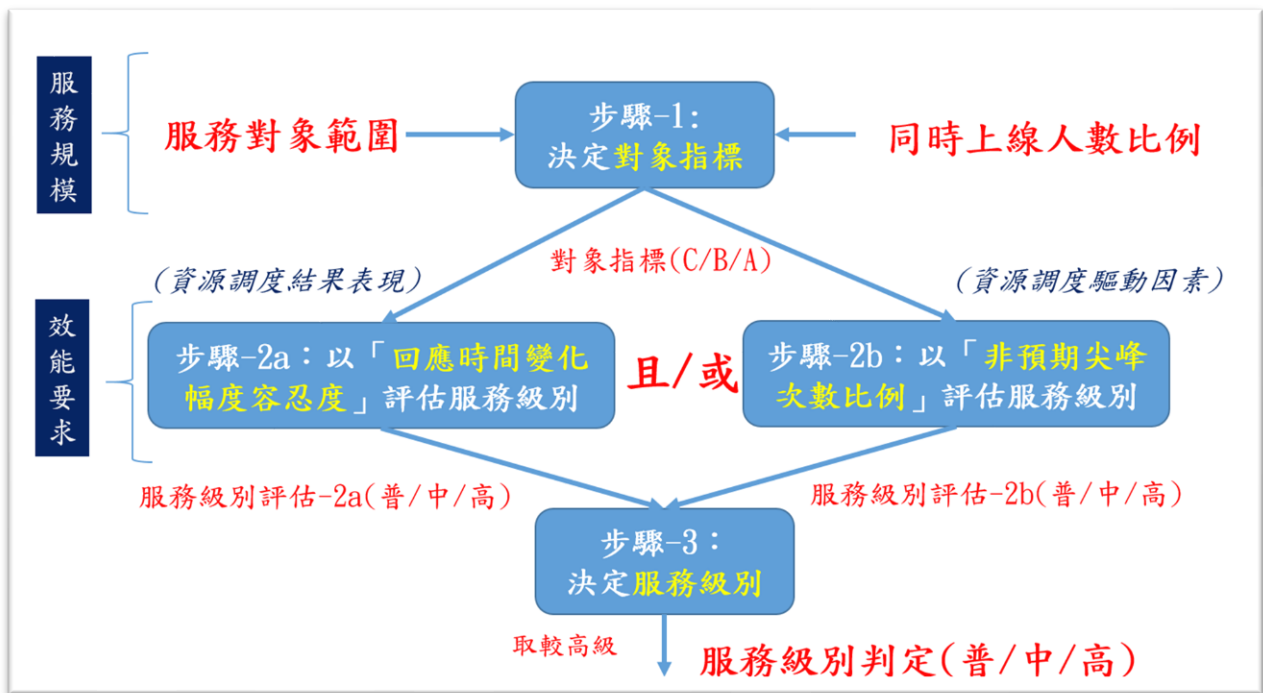 服務規模
服務對象範圍
步驟-1:
決定對象指標
同時上線人數比例
對象指標(C/B/A)
(資源調度結果表現)
(資源調度驅動因素)
效能要求
步驟-2a：以「回應時間變化
幅度容忍度」評估服務級別
且/或
步驟-2b：以「非預期尖峰
次數比例」評估服務級別
服務級別評估-2a(普/中/高)
服務級別評估-2b(普/中/高)
步驟-3：
決定服務級別
取較高級
服務級別判定(普/中/高)